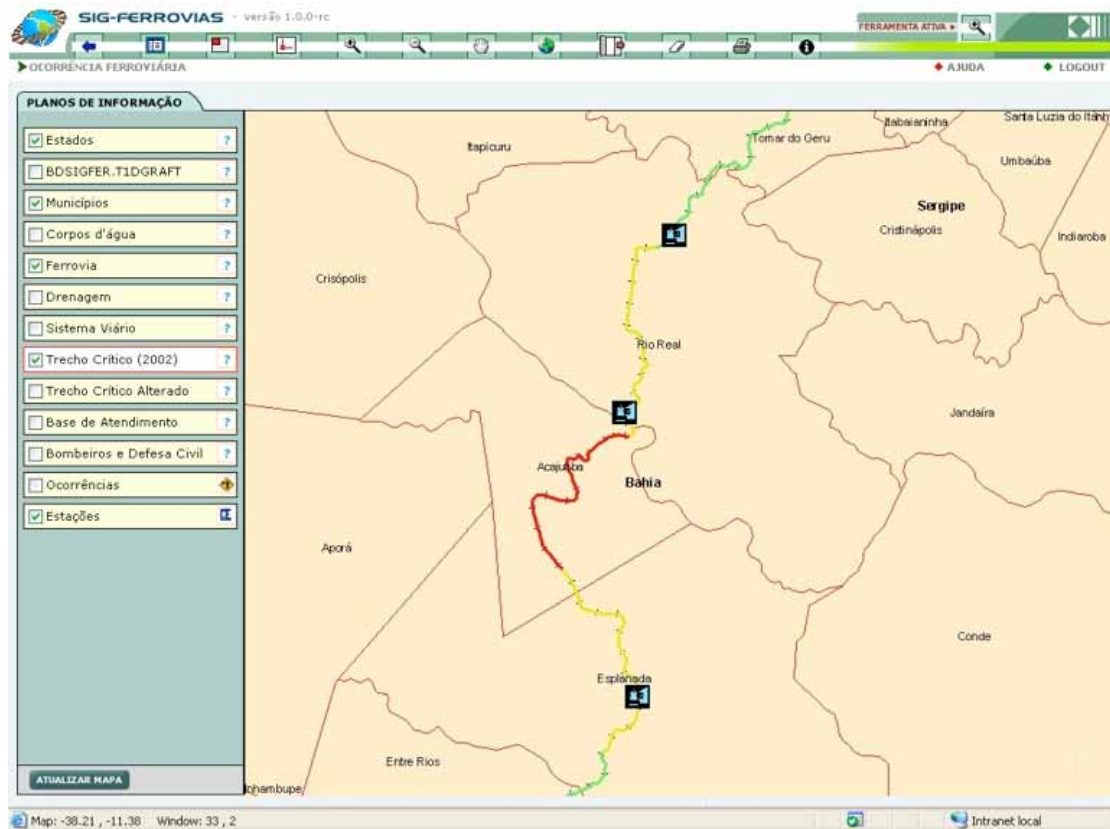 SIG-FERROVIAS - versão 1.0.0-rc
FERRAMENTA ATIVA
OCORRÊNCIA FERROVIÁRIA
AJUDA
LOGOUT
PLANOS DE INFORMAÇÃO
Estados ?
BDSIGFER.T1DGRAFT ?
Municípios ?
Corpos d'água ?
Ferrovia ?
Drenagem ?
Sistema Viário ?
Trecho Crítico (2002) ?
Trecho Crítico Alterado ?
Base de Atendimento ?
Bombeiros e Defesa Civil ?
Ocorrências
Estações
ATUALIZAR MAPA
Itapicuru
Tomar do Geru
Itabaianinha
Santa Luzia do Itanh
Umbaúba
Sergipe
Cristinápolis
Indiaroba
Crisópolis
Rio Real
Jandaíra
Acajutiba
Bahia
Aporá
Conde
Esplanada
Entre Rios
Inhambupe
Map: -38.21 , -11.38 Window: 33 , 2
Intranet local